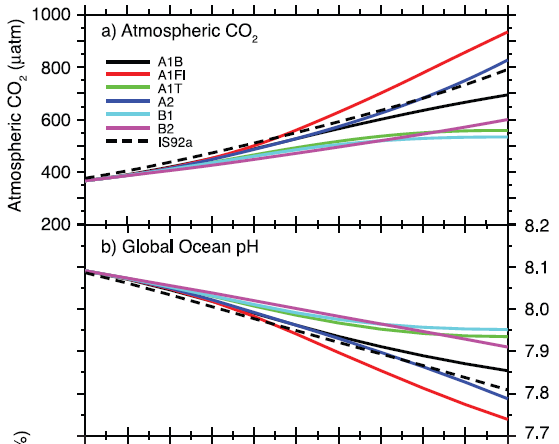 1000
a) Atmospheric CO2
800
A1B
A1FI
A1T
A2
B1
B2
IS92a
600
400
200
Atmospheric CO2 (µatm)
8.2
b) Global Ocean pH
8.1
8.0
7.9
7.8
7.7
%)